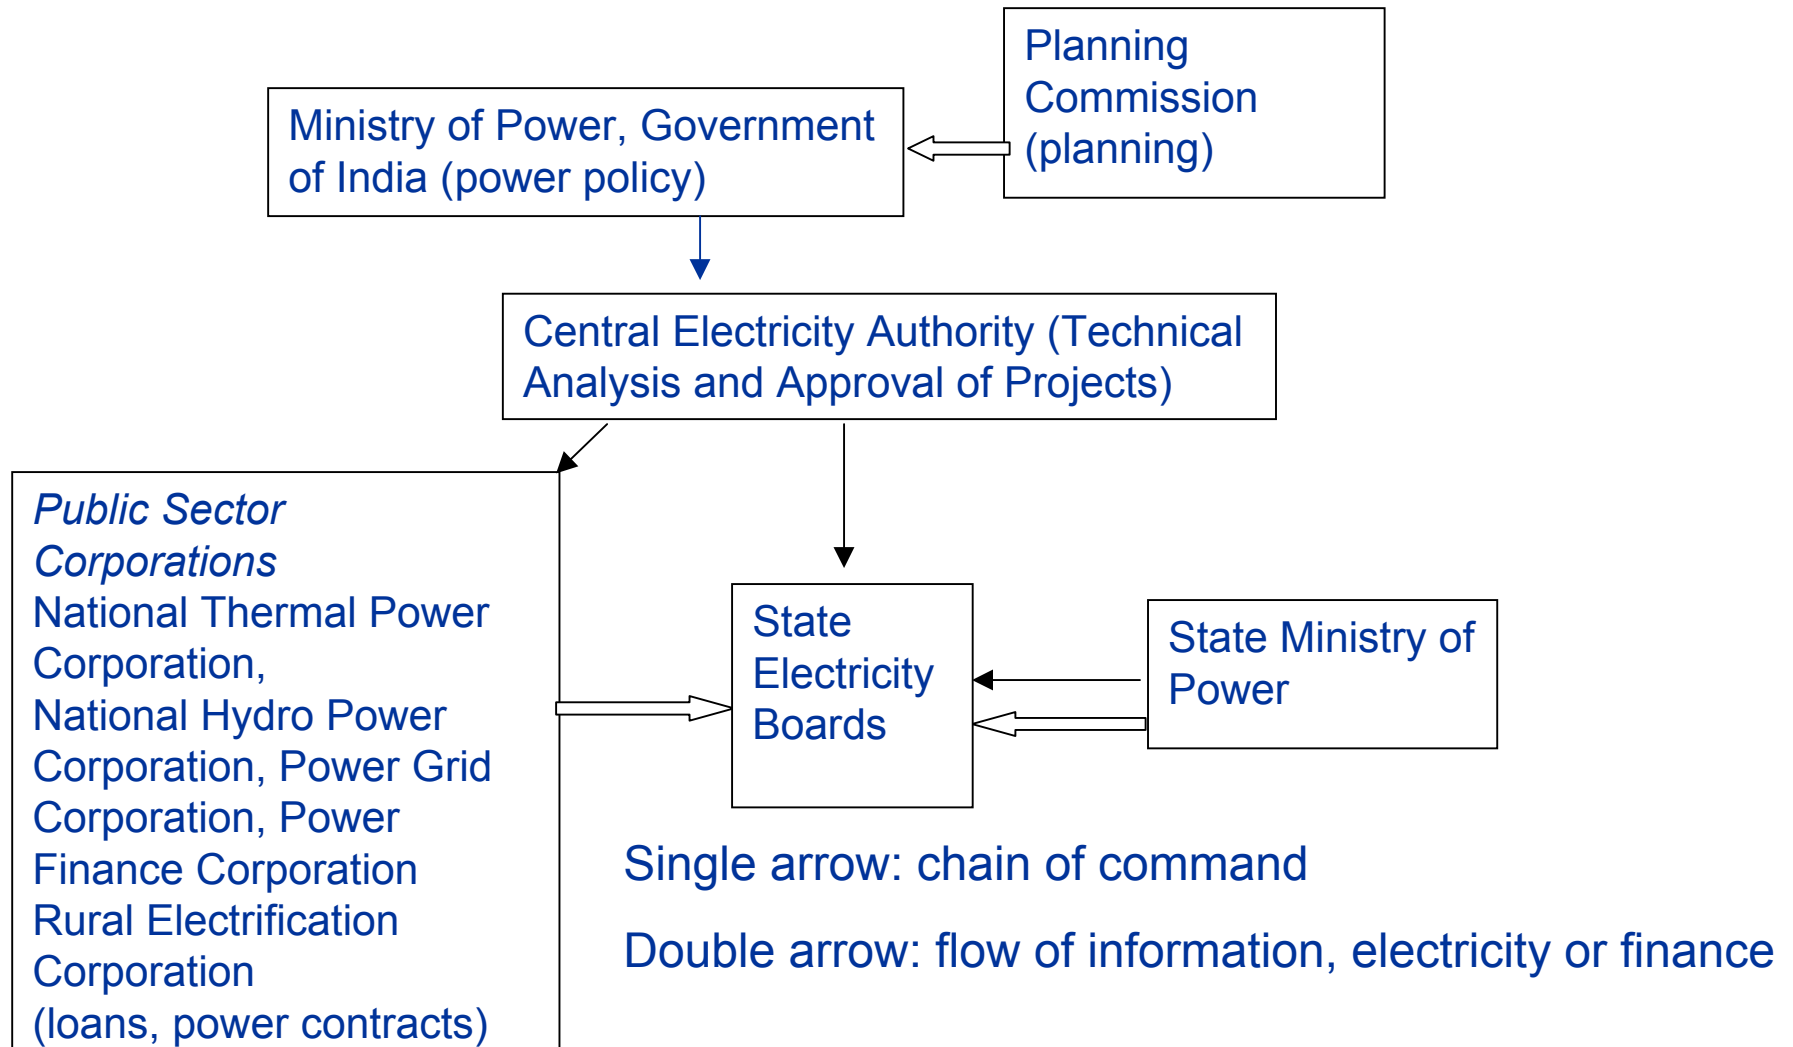 Planning
Commission
(planning)
Ministry of Power, Government
of India (power policy)
Central Electricity Authority (Technical
Analysis and Approval of Projects)
Public Sector
Corporations
National Thermal Power
Corporation,
National Hydro Power
Corporation, Power Grid
Corporation, Power
Finance Corporation
Rural Electrification
Corporation
(loans, power contracts)
State
Electricity
Boards
State Ministry of
Power
Single arrow: chain of command
Double arrow: flow of information, electricity or finance